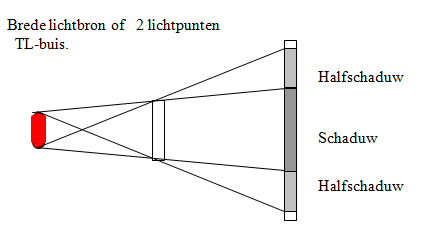 Brede lichtbron of 2 lichtpunten
TL-buis.
Halfschaduw
Schaduw
Halfschaduw